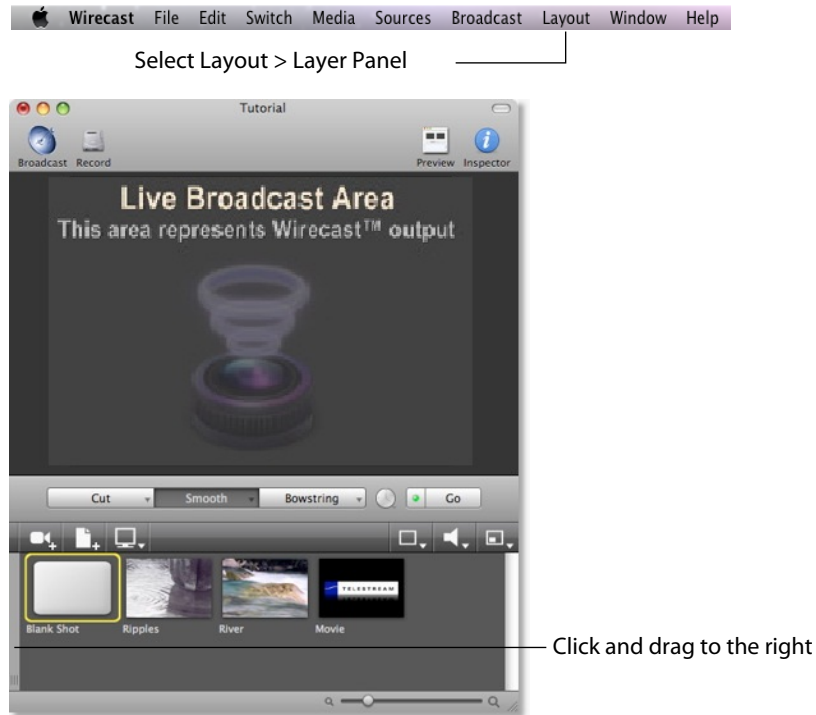 Wirecast File Edit Switch Media Sources Broadcast Layout Window Help
Select Layout > Layer Panel
Tutorial
Broadcast Record Preview Inspector
Live Broadcast Area
This area represents Wirecast™ output
Cut Smooth Bowstring Go
TELESTREAM
Blank Shot Ripples River Movie
Click and drag to the right